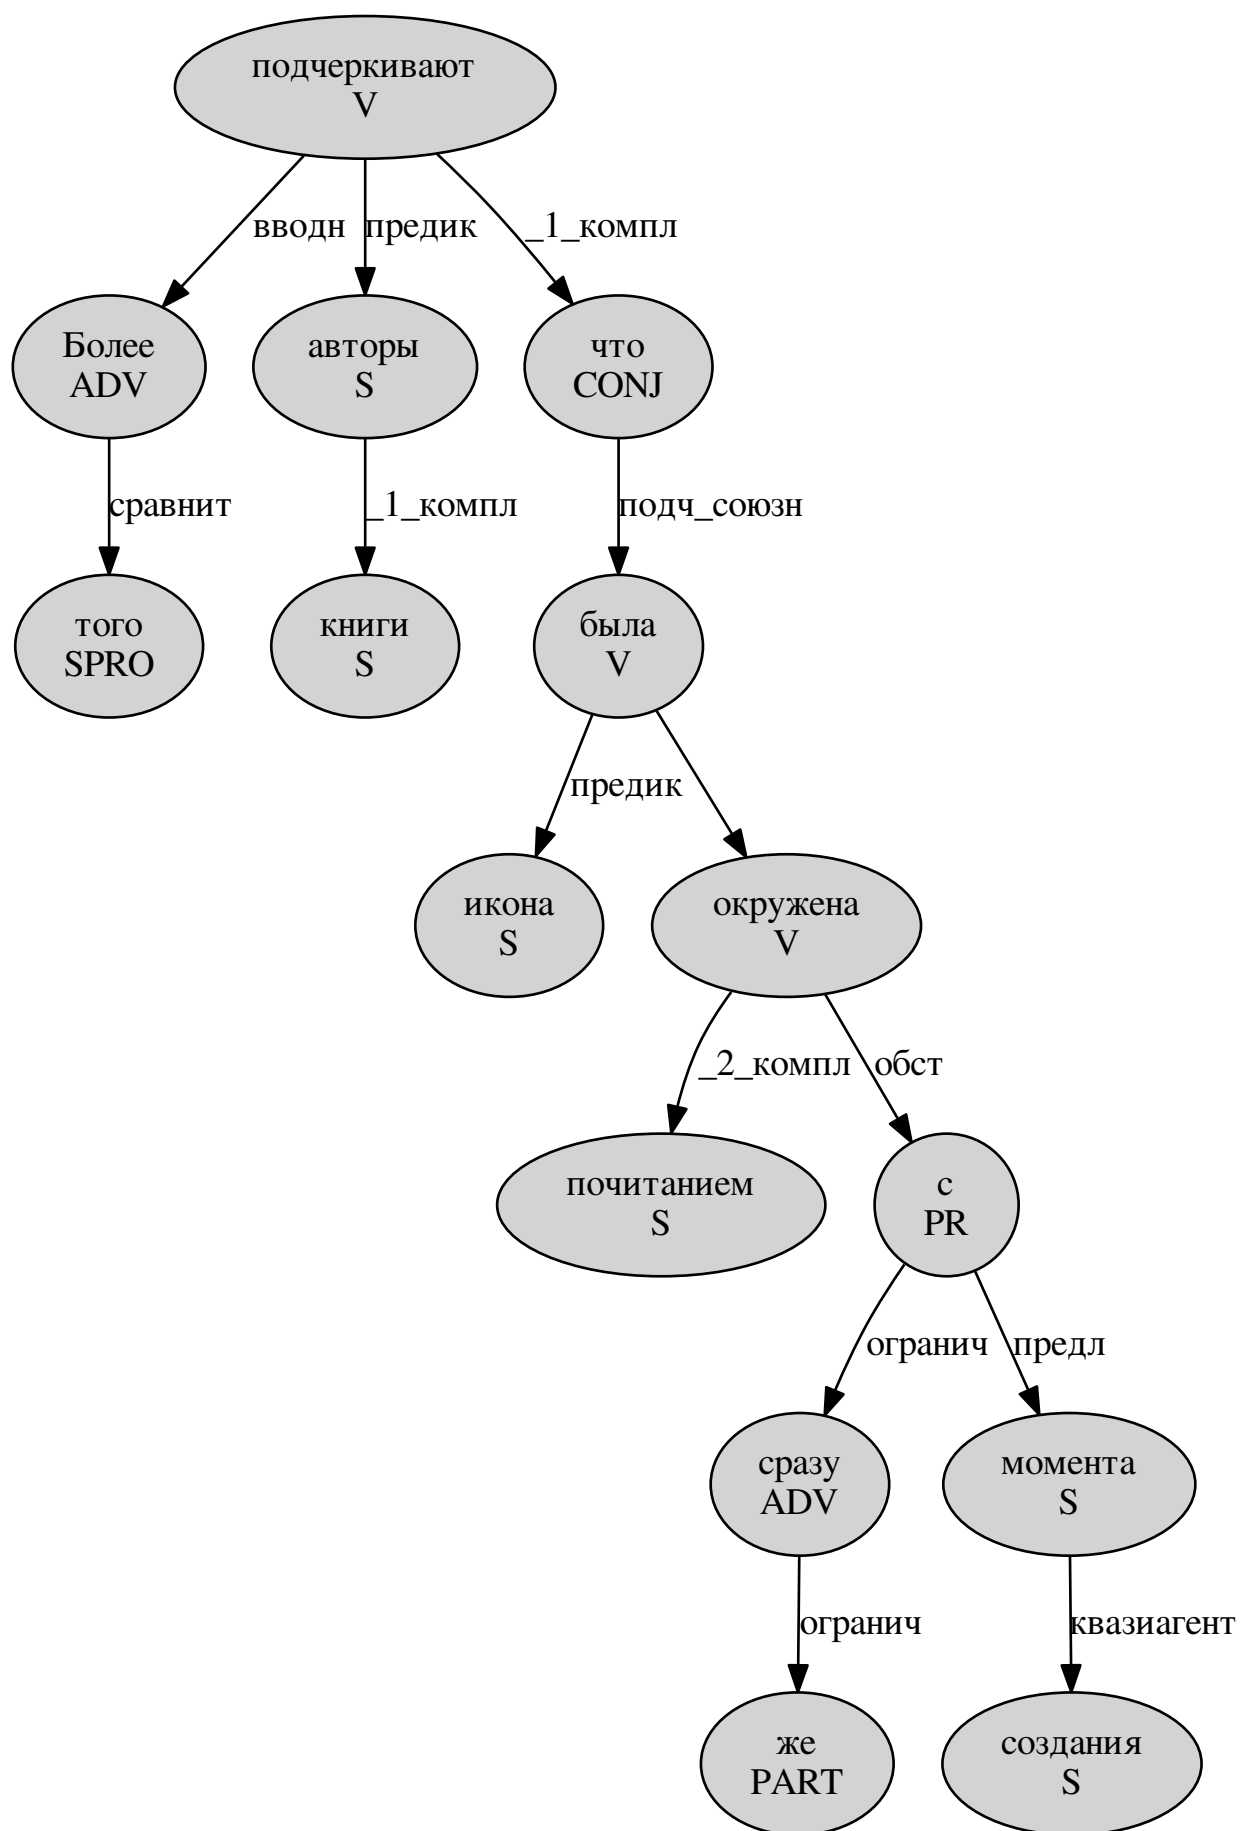 подчеркивают
V
вводн предик _1_компл
Более
ADV
авторы
S
что
CONJ
сравнит _1_компл подч_союзн
того
SPRO
книги
S
была
V
предик
икона
S
окружена
V
_2_компл обст
почитанием
S
с
PR
огранич предл
сразу
ADV
момента
S
огранич квазиагент
же
PART
создания
S